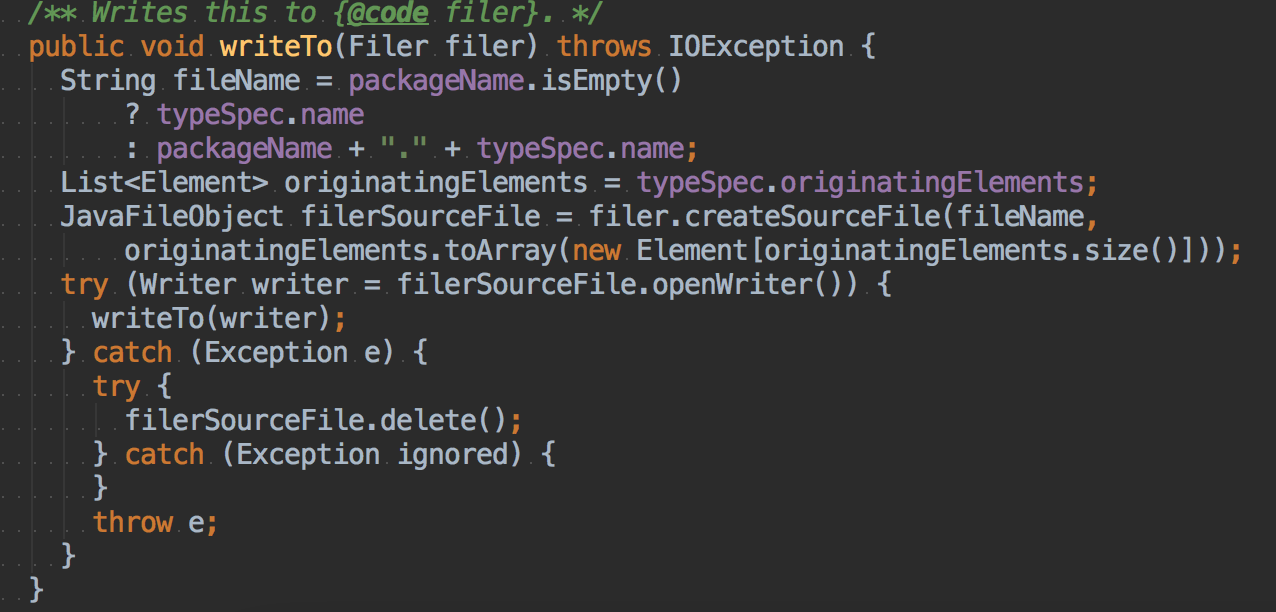 /** Writes this to {@code filer}. */
public void writeTo(Filer filer) throws IOException {
String fileName = packageName.isEmpty()
? typeSpec.name
: packageName + "." + typeSpec.name;
List<Element> originatingElements = typeSpec.originatingElements;
JavaFileObject filerSourceFile = filer.createSourceFile(fileName,
originatingElements.toArray(new Element[originatingElements.size()]));
try (Writer writer = filerSourceFile.openWriter()) {
writeTo(writer);
} catch (Exception e) {
try {
filerSourceFile.delete();
} catch (Exception ignored) {
}
throw e;
}
}